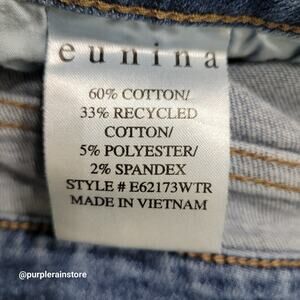 eunina
60% COTTON/
33% RECYCLED
COTTON/
5% POLYESTER/
2% SPANDEX
STYLE # E62173WTR
MADE IN VIETNAM
@purplerainstore